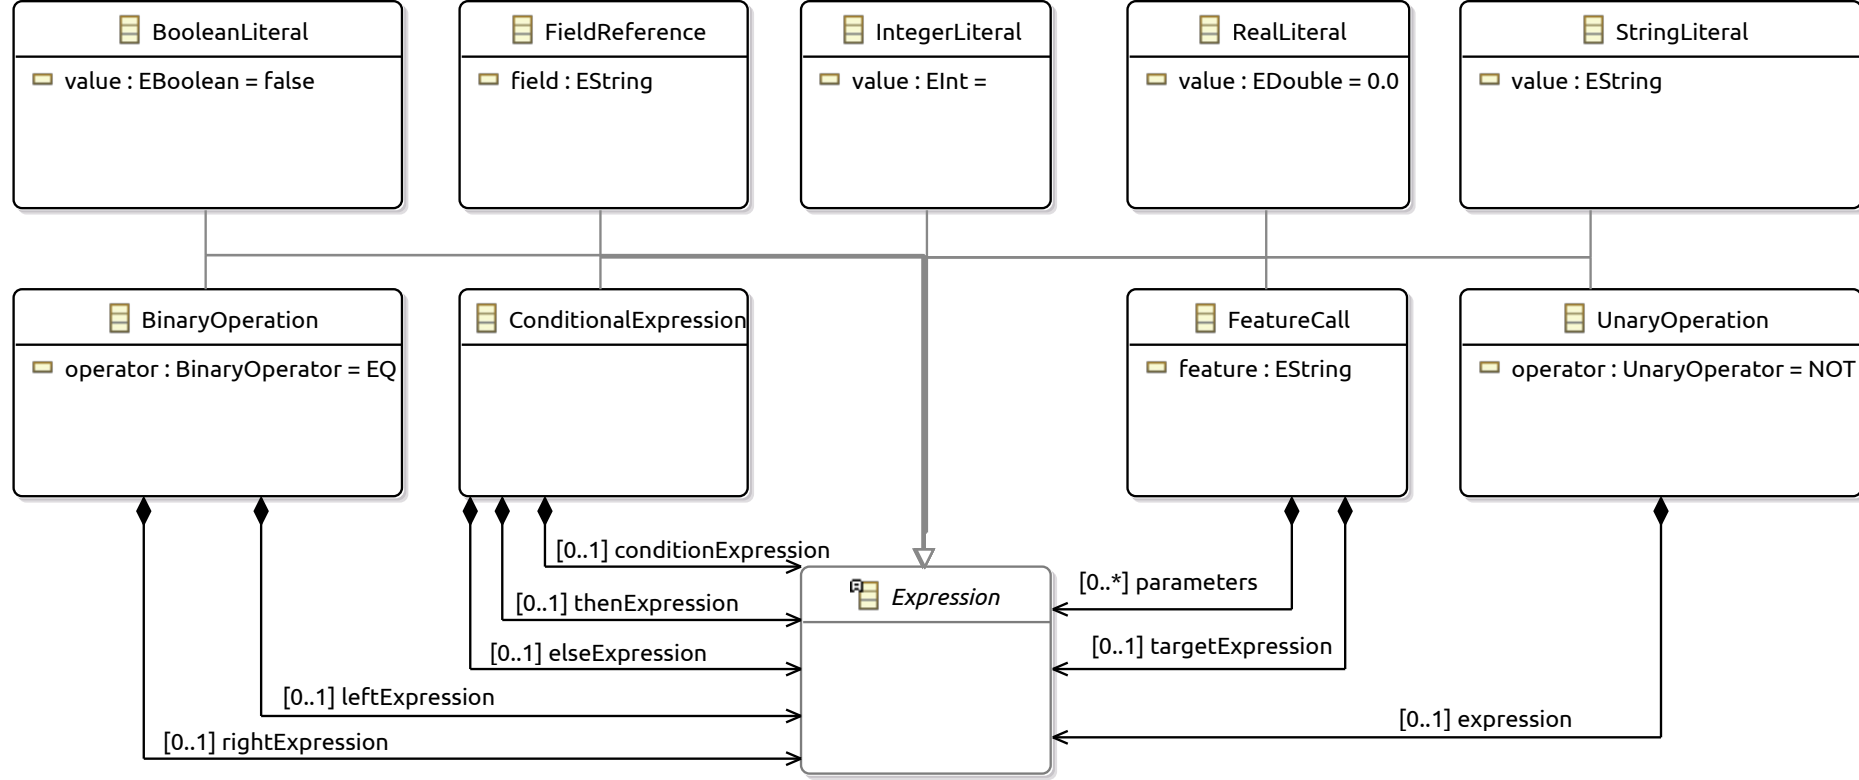 BooleanLiteral
value : EBoolean = false
FieldReference
field : EString
IntegerLiteral
value : EInt =
RealLiteral
value : EDouble = 0.0
StringLiteral
value : EString
BinaryOperation
operator : BinaryOperator = EQ
ConditionalExpression
FeatureCall
feature : EString
UnaryOperation
operator : UnaryOperator = NOT
[0..1] conditionExpression
[0..1] thenExpression
[0..1] elseExpression
[0..1] leftExpression
[0..1] rightExpression
Expression
[0..*] parameters
[0..1] targetExpression
[0..1] expression